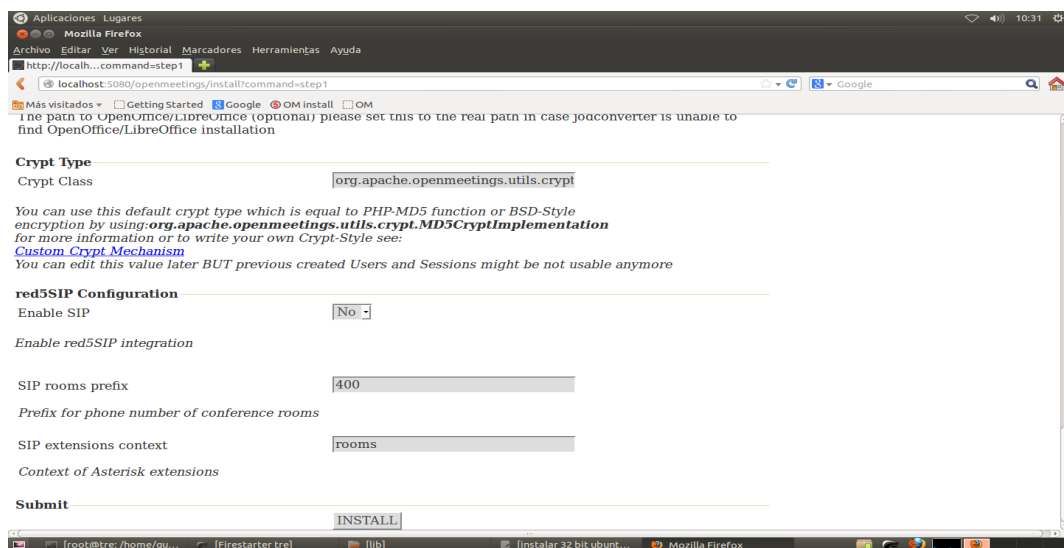 Aplicaciones Lugares
10:31
Mozilla Firefox
Archivo Editar Ver Historial Marcadores Herramientas Ayuda
http://localh...command=step1
localhost:5080/openmeetings/install?command=step1
Google
Más visitados Getting Started Google OM install OM
The path to OpenOffice/LibreOffice (optional) please set this to the real path in case jodconverter is unable to
find OpenOffice/LibreOffice installation
Crypt Type
Crypt Class org.apache.openmeetings.utils.crypt
You can use this default crypt type which is equal to PHP-MD5 function or BSD-Style
encryption by using:org.apache.openmeetings.utils.crypt.MD5CryptImplementation
for more information or to write your own Crypt-Style see:
Custom Crypt Mechanism
You can edit this value later BUT previous created Users and Sessions might be not usable anymore
red5SIP Configuration
Enable SIP No
Enable red5SIP integration
SIP rooms prefix 400
Prefix for phone number of conference rooms
SIP extensions context rooms
Context of Asterisk extensions
Submit
INSTALL
[root@tre: /home/qu... [Firestarter tre] [lib] [instalar 32 bit ubunt... Mozilla Firefox